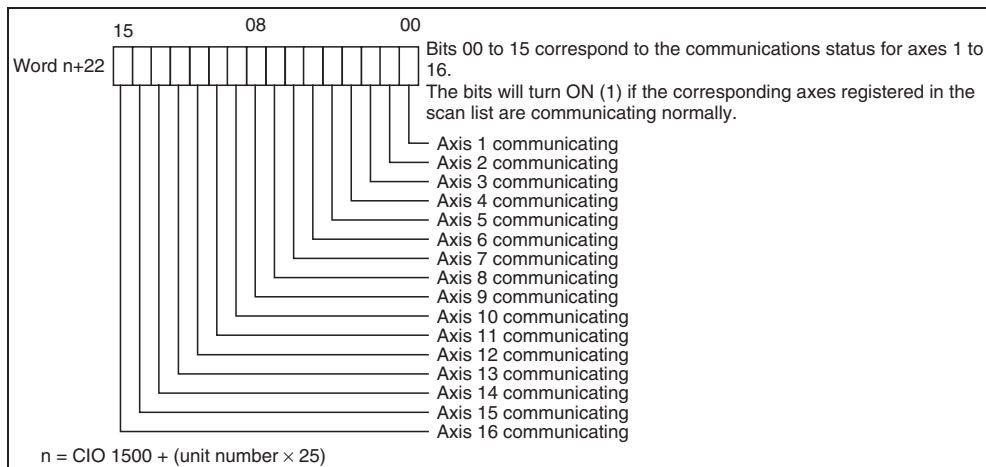 15 08 00
Word n+22
Bits 00 to 15 correspond to the communications status for axes 1 to
16.
The bits will turn ON (1) if the corresponding axes registered in the
scan list are communicating normally.
Axis 1 communicating
Axis 2 communicating
Axis 3 communicating
Axis 4 communicating
Axis 5 communicating
Axis 6 communicating
Axis 7 communicating
Axis 8 communicating
Axis 9 communicating
Axis 10 communicating
Axis 11 communicating
Axis 12 communicating
Axis 13 communicating
Axis 14 communicating
Axis 15 communicating
Axis 16 communicating
n = CIO 1500 + (unit number × 25)